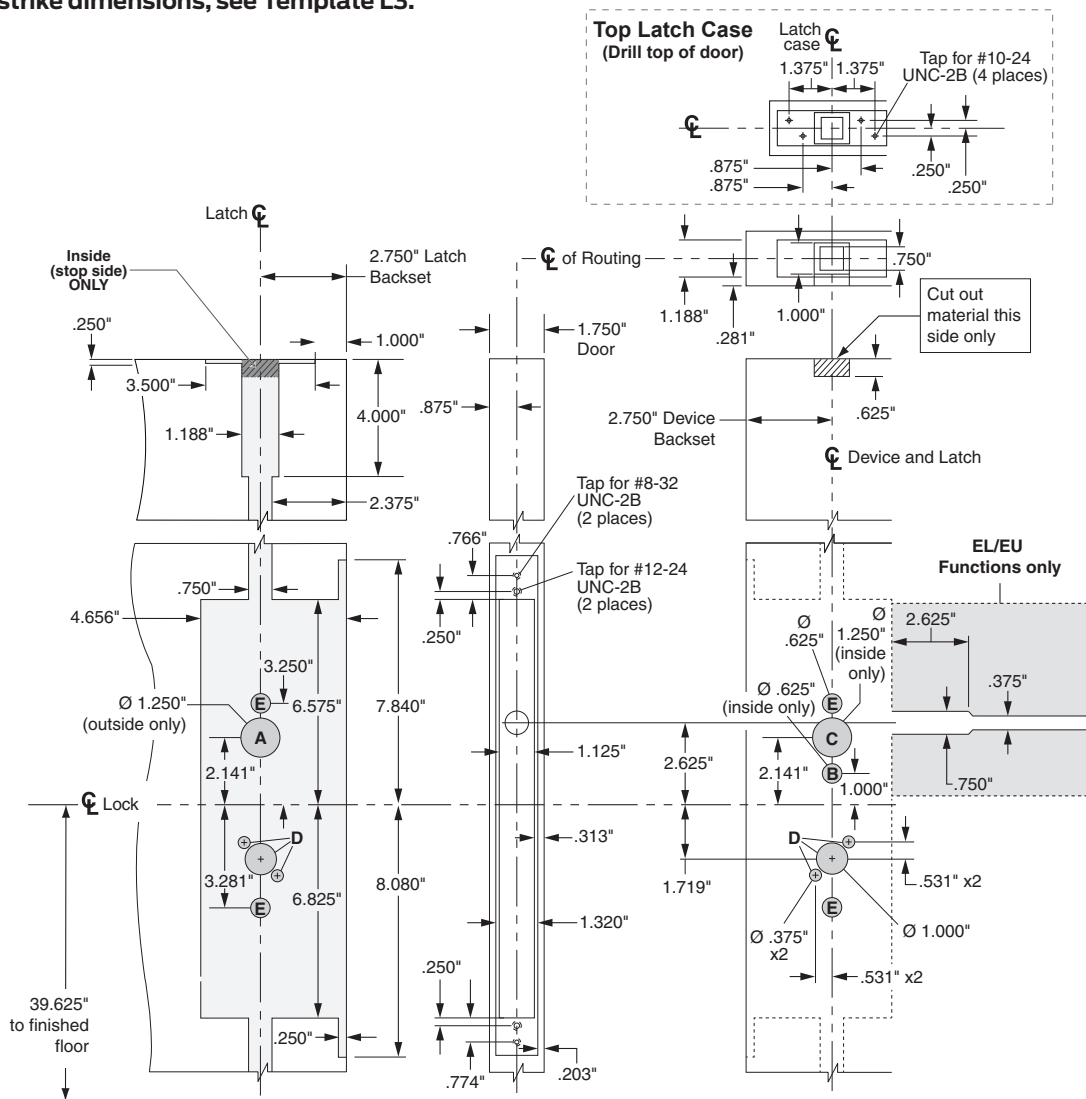 strike dimensions, see Template L3.
Top Latch Case
(Drill top of door)
Latch
case ℄
1.375" 1.375"
Tap for #10-24
UNC-2B (4 places)
℄
.875"
.875"
.250"
.250"
Latch ℄
Inside
(stop side)
ONLY
2.750" Latch
Backset
℄ of Routing
.750"
1.188"
.281"
1.000"
Cut out
material this
side only
.250"
1.000"
1.750"
Door
3.500"
4.000"
.875"
.625"
1.188"
2.750" Device
Backset
℄ Device and Latch
2.375"
Tap for #8-32
UNC-2B
(2 places)
.766"
EL/EU
Functions only
Tap for #12-24
UNC-2B
(2 places)
.750"
4.656"
.250"
Ø
.625"
Ø
1.250"
(inside
only)
2.625"
3.250"
Ø 1.250"
(outside only)
6.575"
7.840"
Ø .625"
(inside only)
.375"
E
E
A
C
1.125"
2.141"
2.625"
2.141"
B
1.000"
.750"
℄ Lock
D
.313"
D
3.281"
6.825"
8.080"
1.719"
.531" x2
E
E
1.320"
Ø .375"
x2
Ø 1.000"
.250"
.531" x2
39.625"
to finished
floor
.250"
.774"
.203"